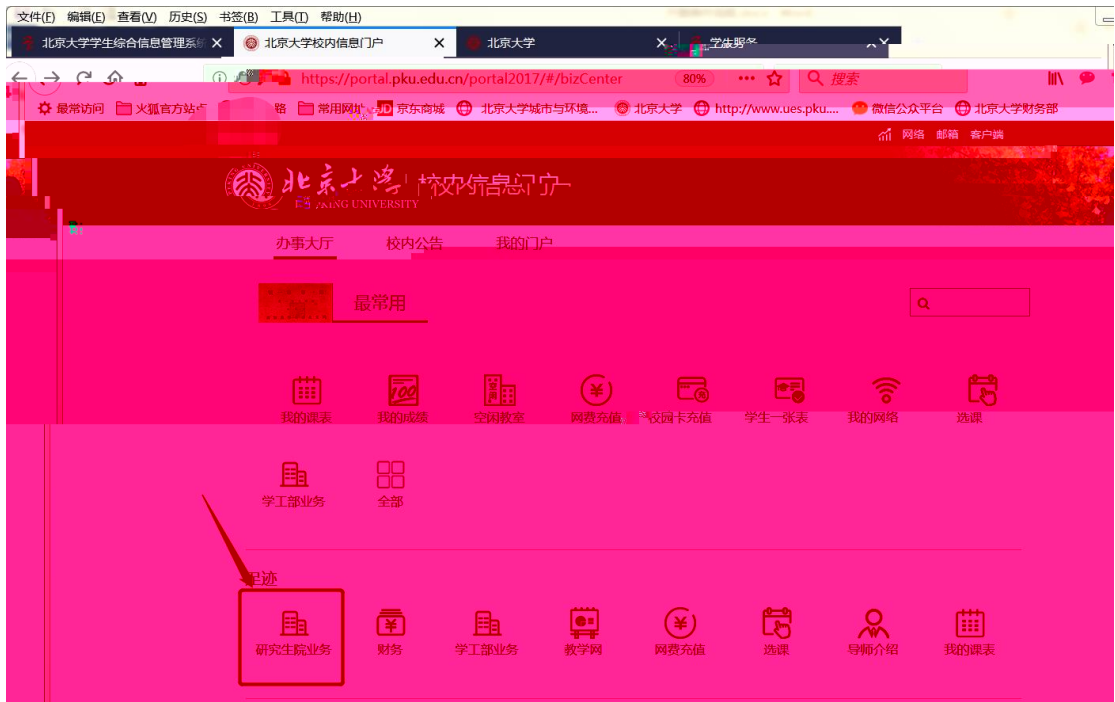 文件(F) 编辑(E) 查看(V) 历史(S) 书签(B) 工具(T) 帮助(H)
北京大学学生综合信息管理系统 北京大学校内信息门户 北京大学 学生服务
https://portal.pku.edu.cn/portal2017/#/bizCenter 80% 搜索
最常访问 火狐官方站点 常用网址 JD 京东商城 北京大学城市与环境... 北京大学 http://www.ues.pku.... 微信公众平台 北京大学财务部
网络 邮箱 客户端
北京大学 校内信息门户
PEKING UNIVERSITY
办事大厅 校内公告 我的门户
最常用
我的课表 我的成绩 空闲教室 网费充值 校园卡充值 学生一张表 我的网络 选课
学工部业务 全部
足迹
研究生院业务 财务 学工部业务 教学网 网费充值 选课 导师介绍 我的课表